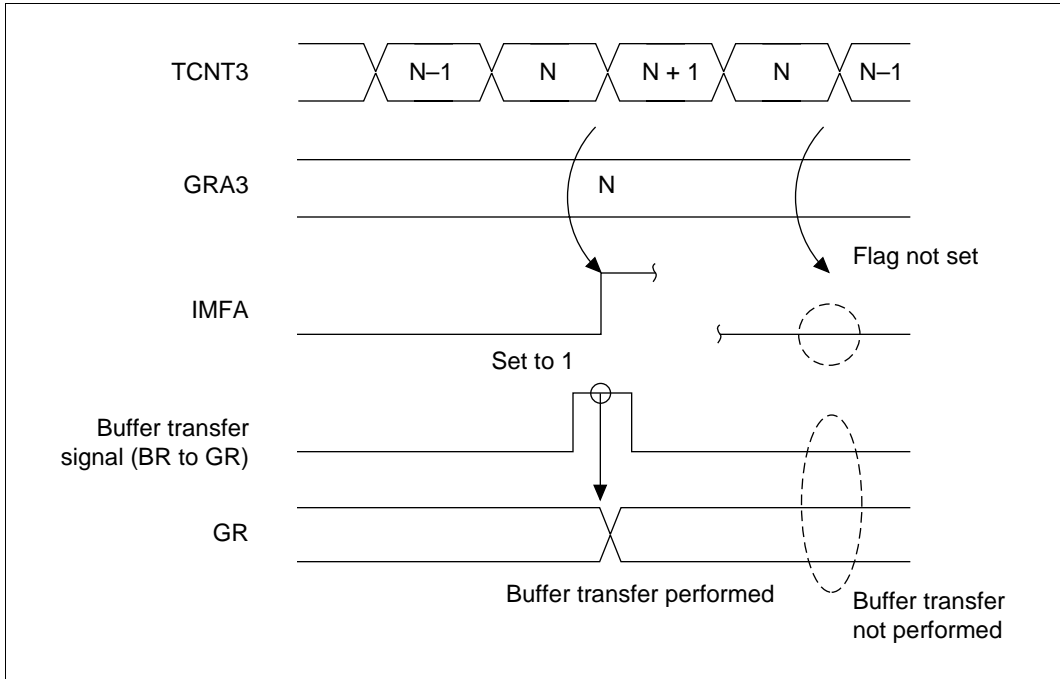 TCNT3
N–1
N
N + 1
N
N–1
GRA3
N
Flag not set
IMFA
Set to 1
Buffer transfer
signal (BR to GR)
GR
Buffer transfer performed
Buffer transfer
not performed